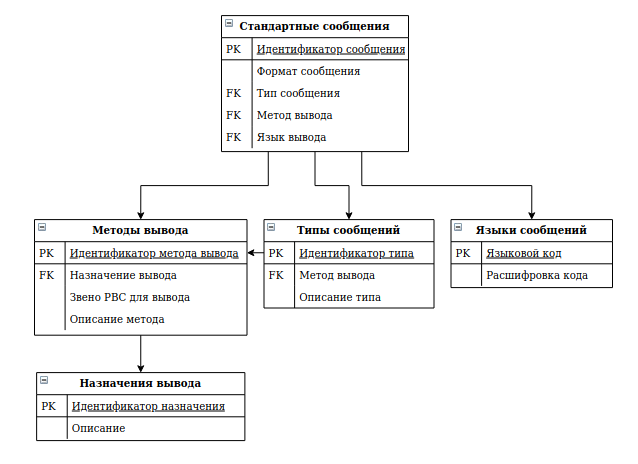 Стандартные сообщения
PK Идентификатор сообщения
Формат сообщения
FK Тип сообщения
FK Метод вывода
FK Язык вывода
Методы вывода
PK Идентификатор метода вывода
FK Назначение вывода
Звено РВС для вывода
Описание метода
Типы сообщений
PK Идентификатор типа
FK Метод вывода
Описание типа
Языки сообщений
PK Языковой код
Расшифровка кода
Назначения вывода
PK Идентификатор назначения
Описание